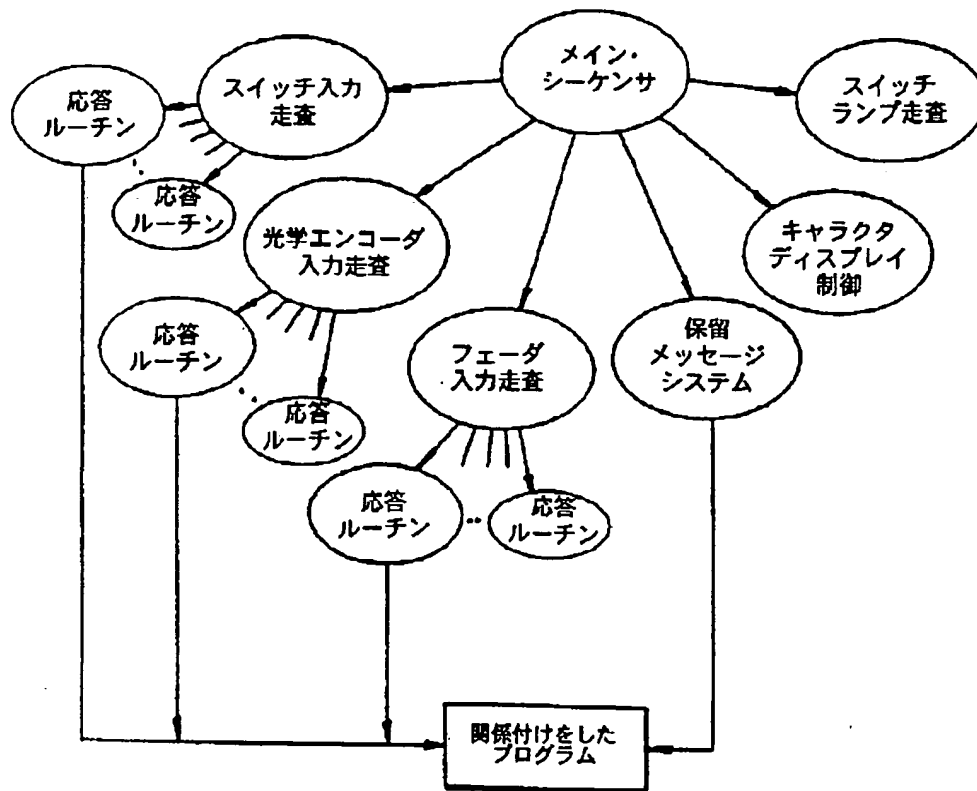 メイン・
シーケンサ
スイッチ入力
走査
スイッチ
ランプ走査
応答
ルーチン
応答
ルーチン
光学エンコーダ
入力走査
キャラクタ
ディスプレイ
制御
応答
ルーチン
フェーダ
入力走査
保留
メッセージ
システム
応答
ルーチン
応答
ルーチン
応答
ルーチン
関係付けをした
プログラム